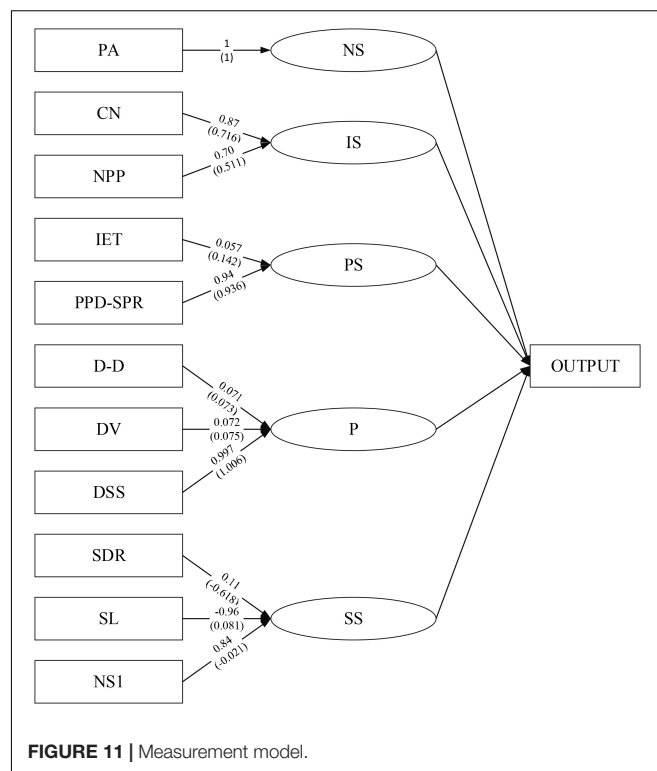 PA
1
(1)
NS
CN
0.87
(0.716)
IS
NPP
0.70
(0.511)
IET
0.057
(0.142)
PS
PPD-SPR
0.94
(0.936)
D-D
0.071
(0.073)
OUTPUT
DV
0.072
(0.075)
P
DSS
0.997
(1.006)
SDR
0.11
(-0.618)
SL
-0.96
(0.081)
SS
NS1
0.84
(-0.021)
FIGURE 11 | Measurement model.